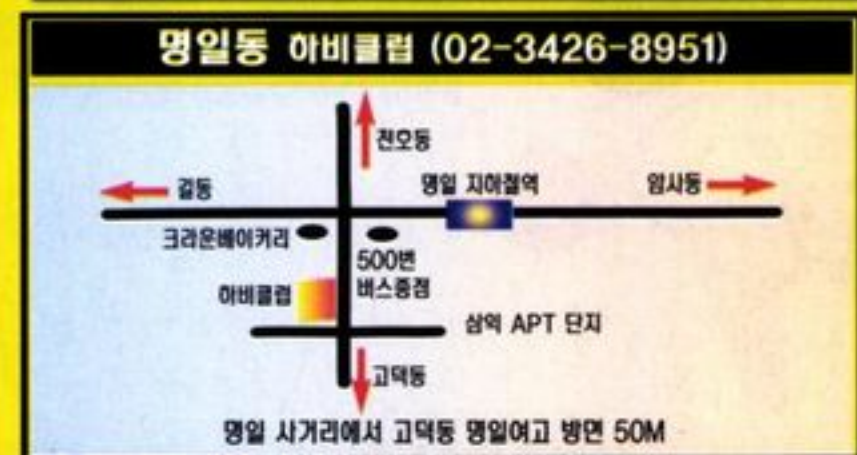 명일동 하비클럽 (02-3426-8951)
천호동
길동
명일 지하철역
암사동
크라운베이커리
500번
버스종점
하비클럽
삼익 APT 단지
고덕동
명일 사거리에서 고덕동 명일여고 방면 50M